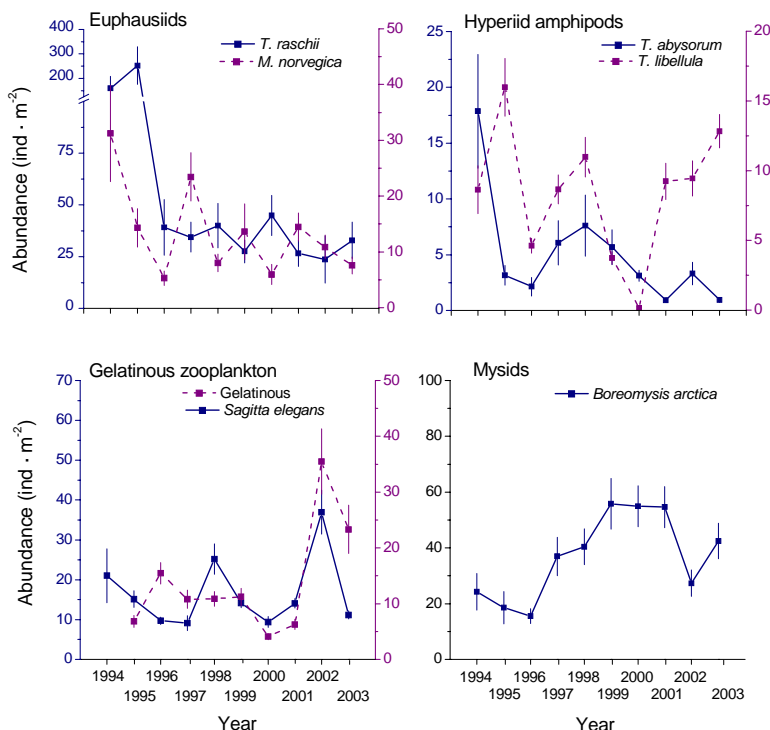 Euphausiids
T. raschii
M. norvegica
400
300
200
75
50
25
0
50
40
30
20
10
0
Abundance (ind · m-2)
Hyperiid amphipods
T. abysorum
T. libellula
25
20
15
10
5
0
20
15
10
5
0
Gelatinous zooplankton
Gelatinous
Sagitta elegans
70
60
50
40
30
20
10
0
50
40
30
20
10
0
Abundance (ind · m-2)
1994 1996 1998 2000 2002
1995 1997 1999 2001 2003
Year
Mysids
Boreomysis arctica
100
80
60
40
20
0
1994 1996 1998 2000 2002
1995 1997 1999 2001 2003
Year